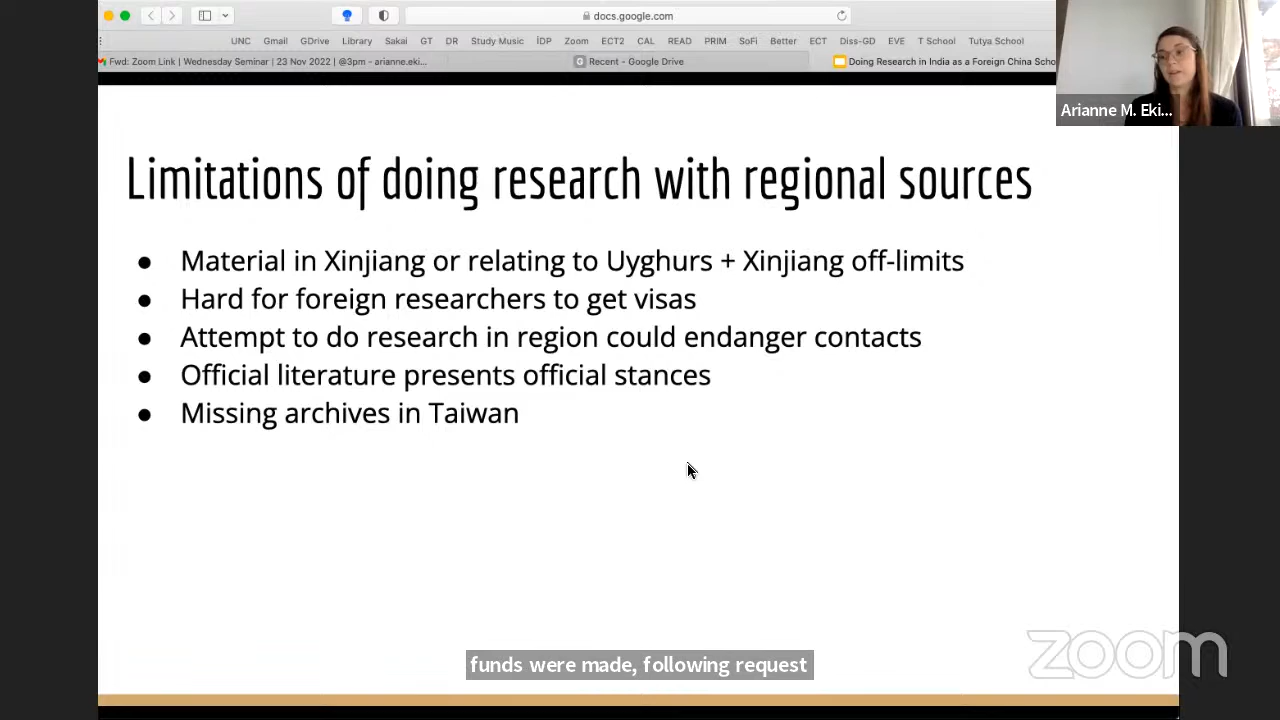 docs.google.com
UNC Gmail GDrive Library Sakai GT DR Study Music İDP Zoom ECT2 CAL READ PRIM SoFi Better ECT Diss-GD EVE T School Tutya School
Fwd: Zoom Link | Wednesday Seminar | 23 Nov 2022 | @3pm - arianne.eki...
Recent - Google Drive
Doing Research in India as a Foreign China Scho
Arianne M. Eki...
Limitations of doing research with regional sources
● Material in Xinjiang or relating to Uyghurs + Xinjiang off-limits
● Hard for foreign researchers to get visas
● Attempt to do research in region could endanger contacts
● Official literature presents official stances
● Missing archives in Taiwan
funds were made, following request
zoom